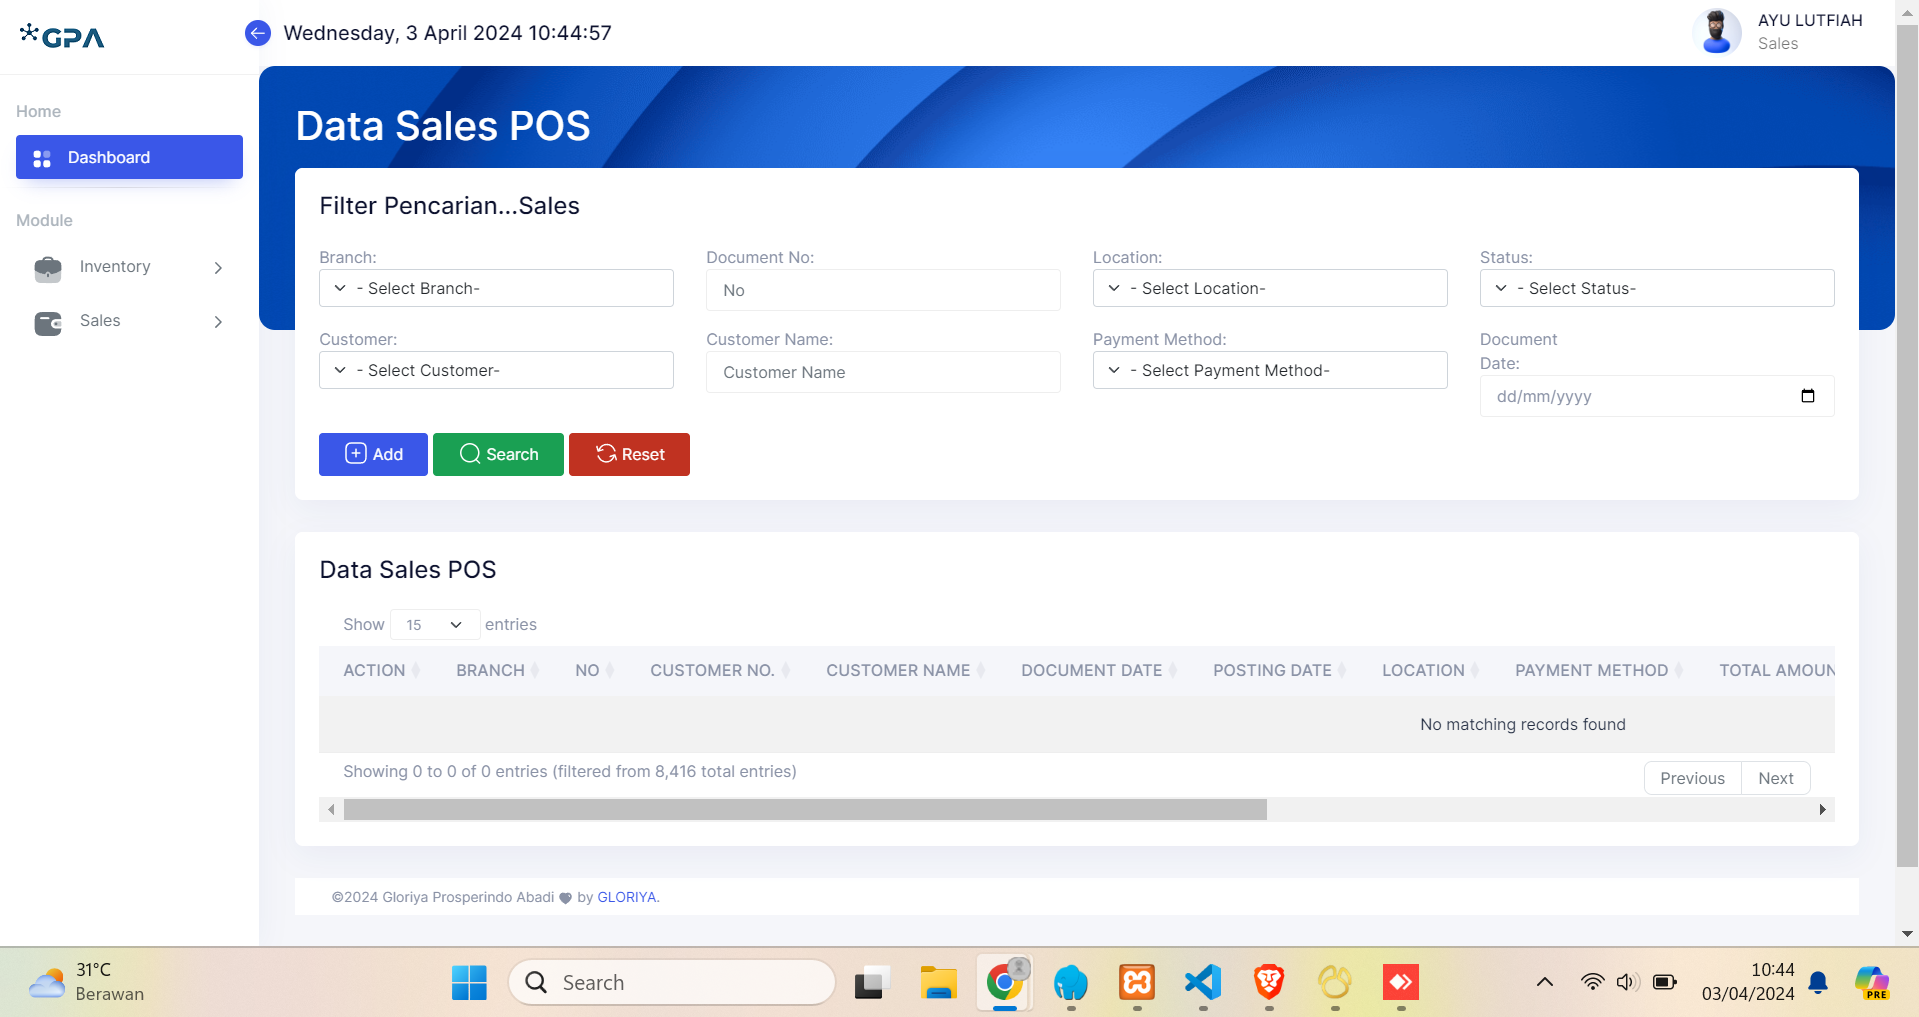 GPA
Wednesday, 3 April 2024 10:44:57
AYU LUTFIAH
Sales
Home
Dashboard
Module
Inventory
Sales
Data Sales POS
Filter Pencarian...Sales
Branch:
Document No:
Location:
Status:
- Select Branch-
No
- Select Location-
- Select Status-
Customer:
Customer Name:
Payment Method:
Document
Date:
- Select Customer-
Customer Name
- Select Payment Method-
dd/mm/yyyy
Add
Search
Reset
Data Sales POS
Show 15 entries
ACTION BRANCH NO CUSTOMER NO. CUSTOMER NAME DOCUMENT DATE POSTING DATE LOCATION PAYMENT METHOD TOTAL AMOUN
No matching records found
Showing 0 to 0 of 0 entries (filtered from 8,416 total entries)
Previous Next
©2024 Gloriya Prosperindo Abadi by GLORIYA.
31°C
Berawan
Search
10:44
03/04/2024
PRE